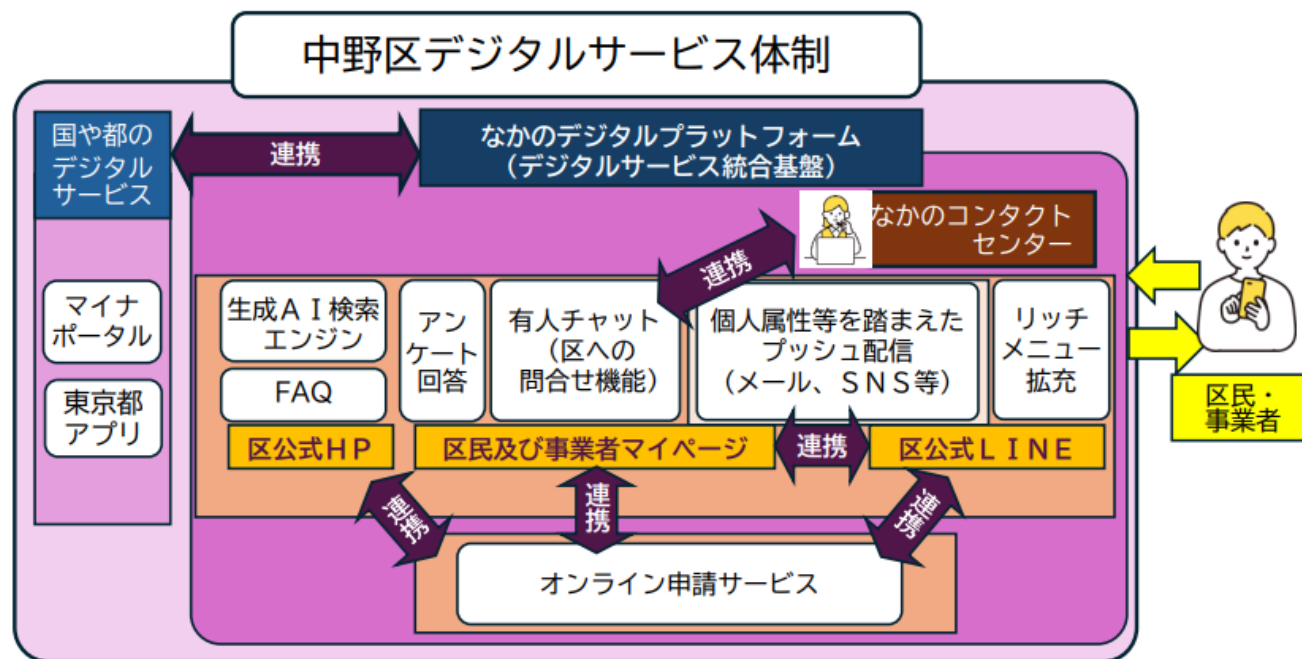 中野区デジタルサービス体制
国や都の
デジタル
サービス
連携
なかのデジタルプラットフォーム
（デジタルサービス統合基盤）
なかのコンタクト
センター
連携
マイナ
ポータル
東京都
アプリ
生成ＡＩ検索
エンジン
FAQ
アン
ケート
回答
有人チャット
（区への
問合せ機能）
個人属性等を踏まえた
プッシュ配信
（メール、ＳＮＳ等）
リッチ
メニュー
拡充
区公式ＨＰ
区民及び事業者マイページ
連携
区公式ＬＩＮＥ
連携
連携
連携
オンライン申請サービス
区民・
事業者